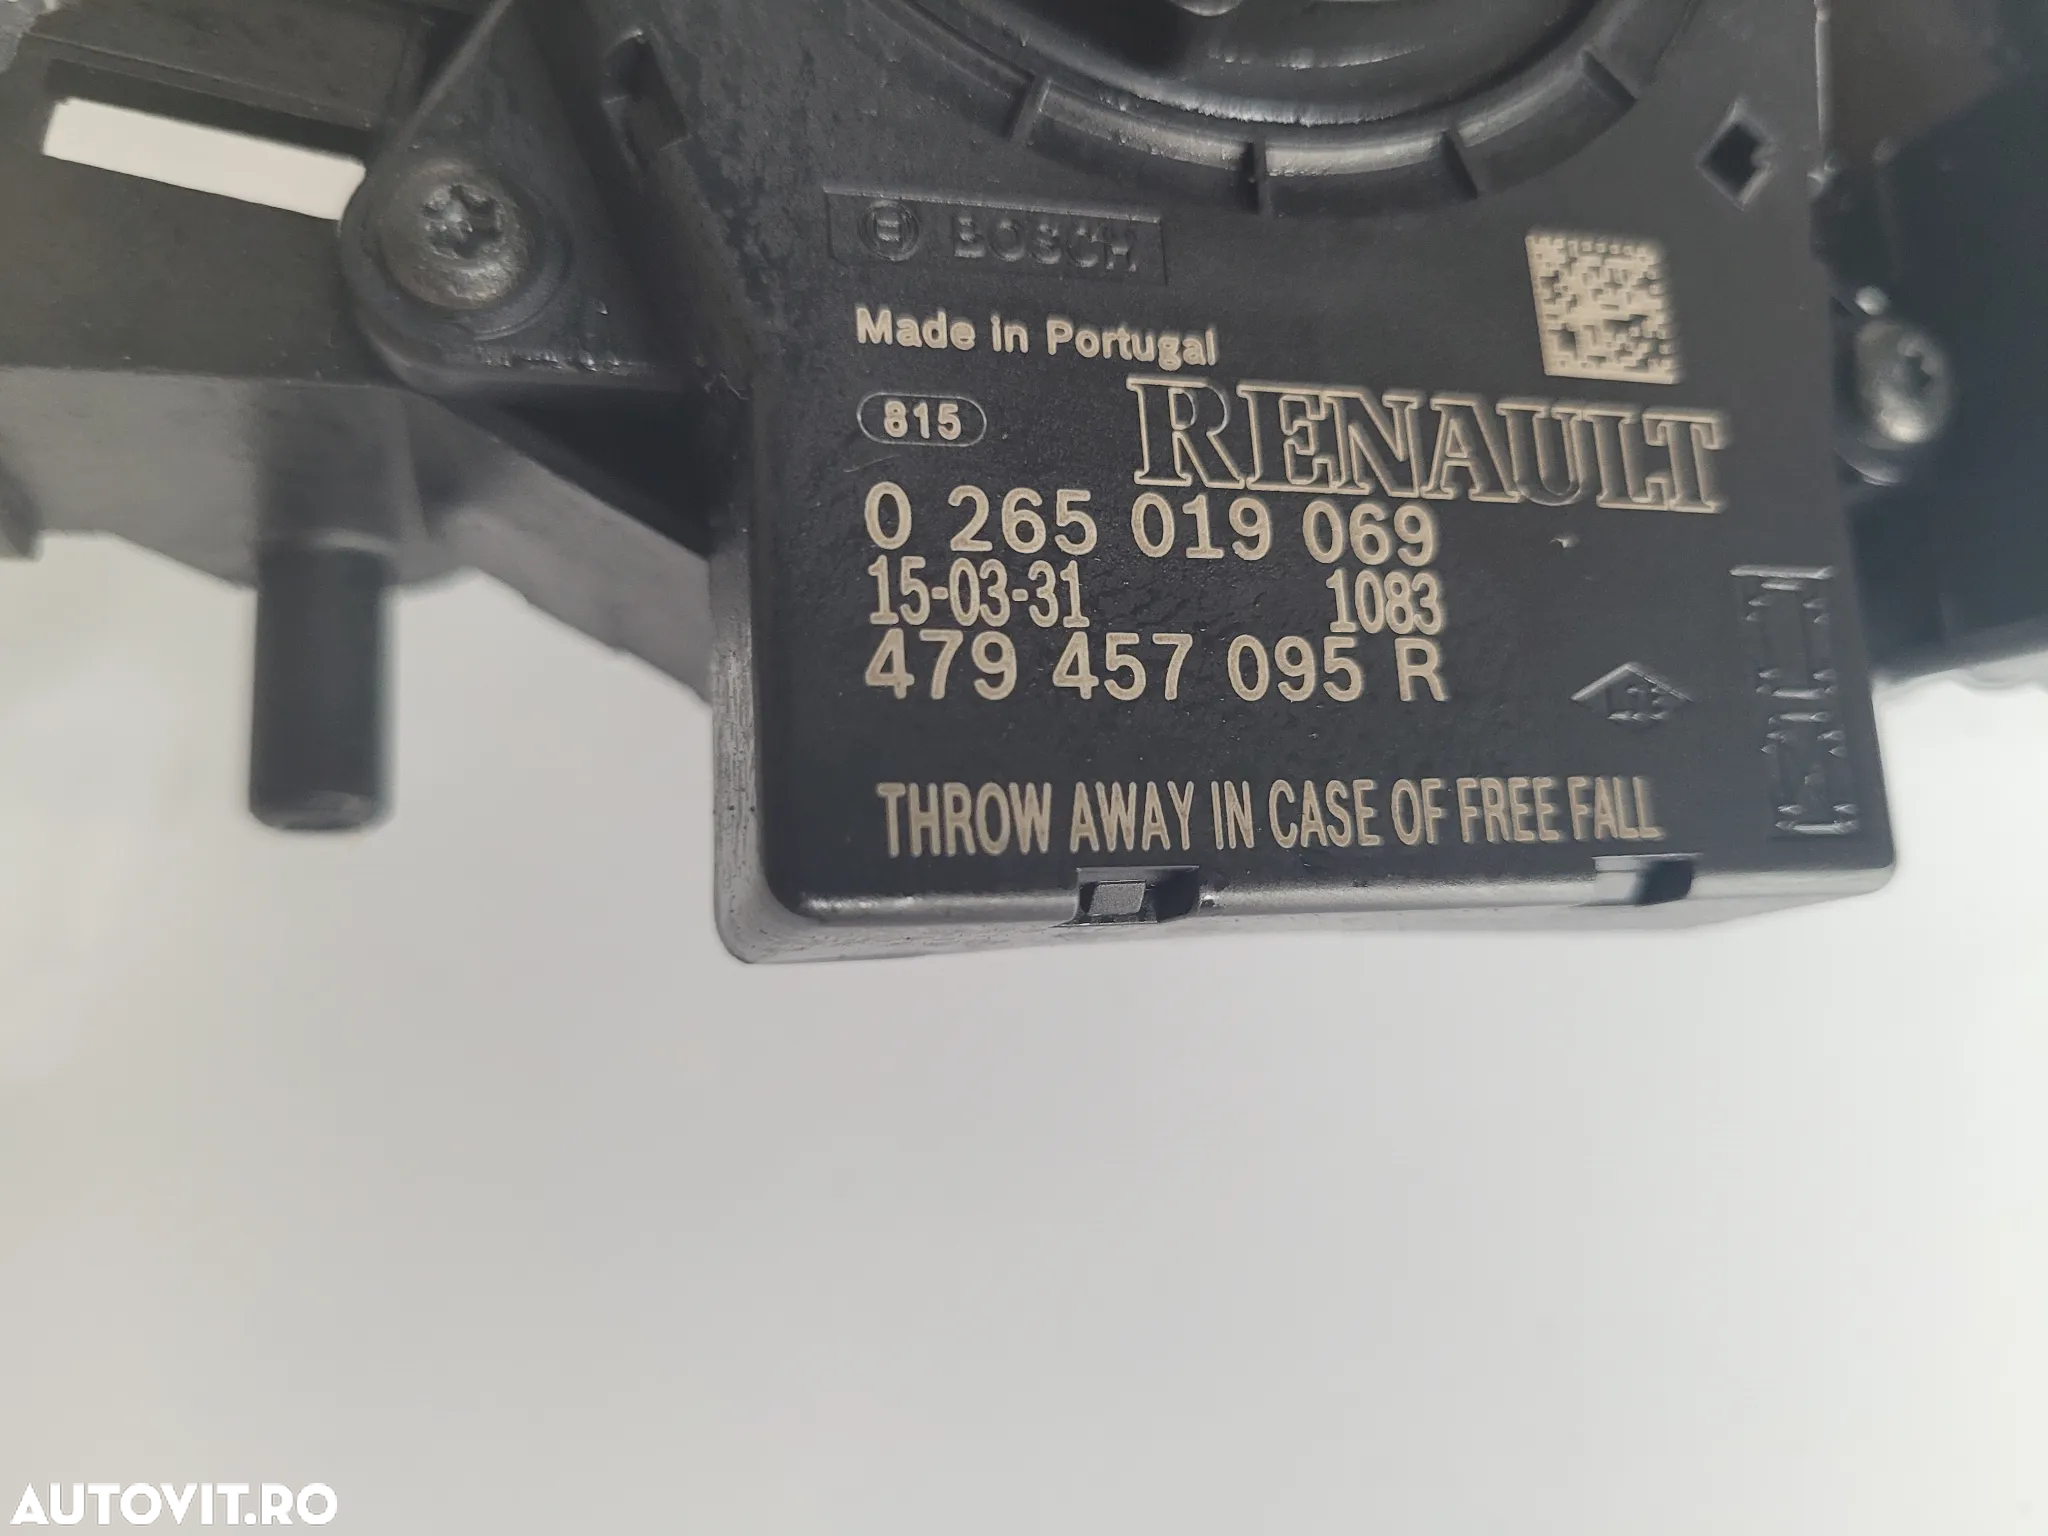 BOSCH
Made in Portugal
815
RENAULT
0 265 019 069
15-03-31 1083
479 457 095 R
THROW AWAY IN CASE OF FREE FALL
AUTOVIT.RO